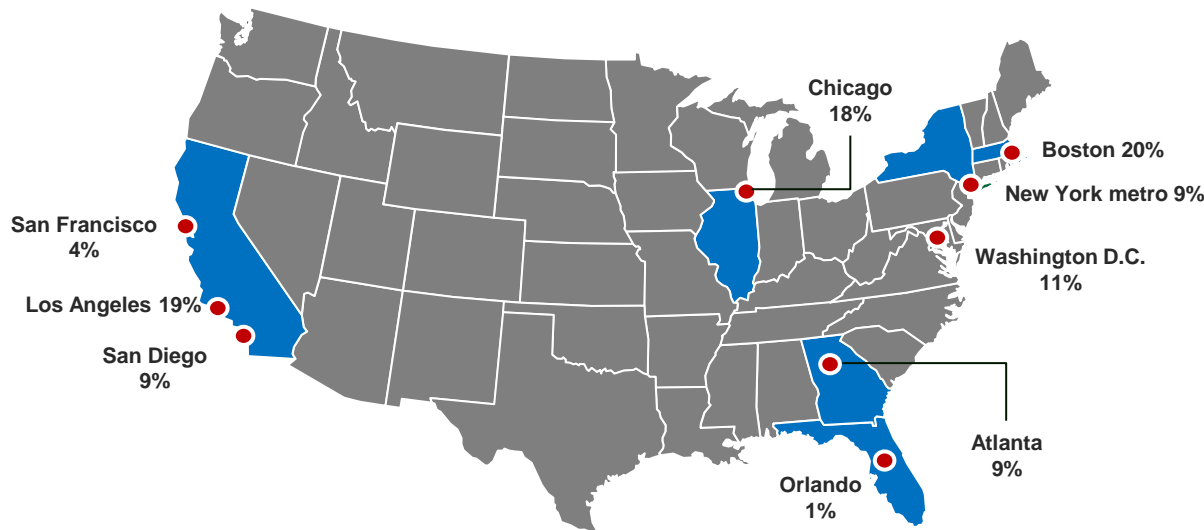 Chicago
18%
Boston 20%
New York metro 9%
San Francisco
4%
Washington D.C.
11%
Los Angeles 19%
San Diego
9%
Atlanta
9%
Orlando
1%